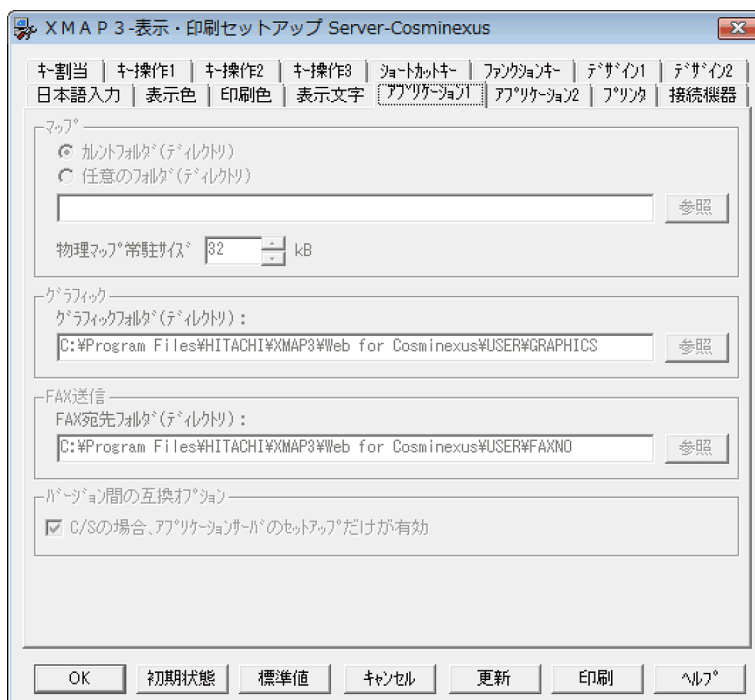 XMAP3-表示・印刷セットアップ Server-Cosminexus
ｷｰ割当 ｷｰ操作1 ｷｰ操作2 ｷｰ操作3 ｼｮｰﾄｶｯﾄｷｰ ﾌｧﾝｸｼｮﾝｷｰ ﾃﾞｻﾞｲﾝ1 ﾃﾞｻﾞｲﾝ2
日本語入力 表示色 印刷色 表示文字 ｱﾌﾟﾘｹｰｼｮﾝ1 ｱﾌﾟﾘｹｰｼｮﾝ2 ﾌﾟﾘﾝﾀ 接続機器
ﾏｯﾌﾟ
ｶﾚﾝﾄﾌｫﾙﾀﾞ(ﾃﾞｨﾚｸﾄﾘ)
任意のﾌｫﾙﾀﾞ(ﾃﾞｨﾚｸﾄﾘ)
参照
物理ﾏｯﾌﾟ常駐ｻｲｽﾞ 32 kB
ｸﾞﾗﾌｨｯｸ
ｸﾞﾗﾌｨｯｸﾌｫﾙﾀﾞ(ﾃﾞｨﾚｸﾄﾘ)：
C:¥Program Files¥HITACHI¥XMAP3¥Web for Cosminexus¥USER¥GRAPHICS 参照
FAX送信
FAX宛先ﾌｫﾙﾀﾞ(ﾃﾞｨﾚｸﾄﾘ)：
C:¥Program Files¥HITACHI¥XMAP3¥Web for Cosminexus¥USER¥FAXNO 参照
ﾊﾞｰｼﾞｮﾝ間の互換ｵﾌﾟｼｮﾝ
C/Sの場合､ｱﾌﾟﾘｹｰｼｮﾝｻｰﾊﾞのｾｯﾄｱｯﾌﾟだけが有効
OK 初期状態 標準値 ｷｬﾝｾﾙ 更新 印刷 ﾍﾙﾌﾟ